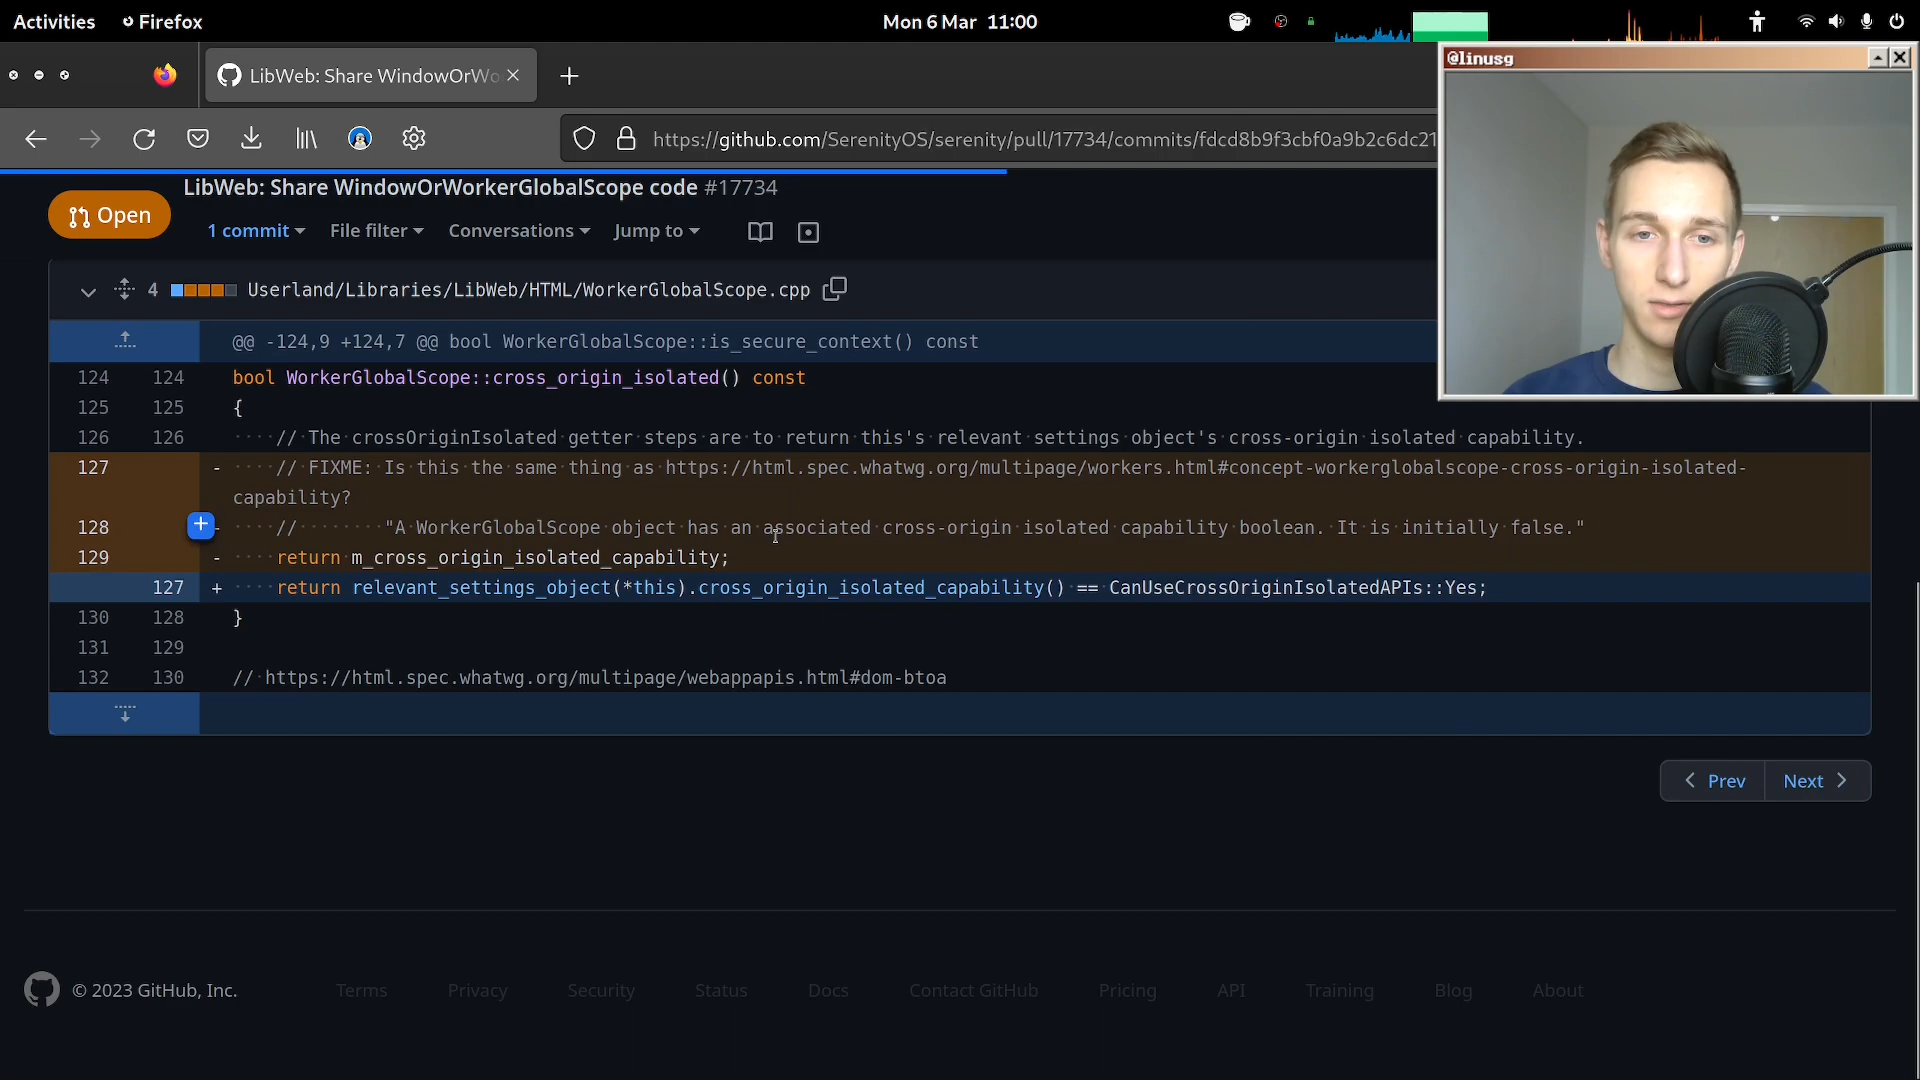 Activities Firefox Mon 6 Mar 11:00
@linusg
LibWeb: Share WindowOrWo
https://github.com/SerenityOS/serenity/pull/17734/commits/fdcd8b9f3cbf0a9b2c6dc21
LibWeb: Share WindowOrWorkerGlobalScope code #17734
Open
1 commit File filter Conversations Jump to
4 Userland/Libraries/LibWeb/HTML/WorkerGlobalScope.cpp
@@ -124,9 +124,7 @@ bool WorkerGlobalScope::is_secure_context() const
124 124 bool WorkerGlobalScope::cross_origin_isolated() const
125 125 {
126 126 // The crossOriginIsolated getter steps are to return this's relevant settings object's cross-origin isolated capability.
127 - // FIXME: Is this the same thing as https://html.spec.whatwg.org/multipage/workers.html#concept-workerglobalscope-cross-origin-isolated-
capability?
128 - // "A WorkerGlobalScope object has an associated cross-origin isolated capability boolean. It is initially false."
129 - return m_cross_origin_isolated_capability;
127 + return relevant_settings_object(*this).cross_origin_isolated_capability() == CanUseCrossOriginIsolatedAPIs::Yes;
130 128 }
131 129
132 130 // https://html.spec.whatwg.org/multipage/webappapis.html#dom-btoa
Prev Next
© 2023 GitHub, Inc. Terms Privacy Security Status Docs Contact GitHub Pricing API Training Blog About